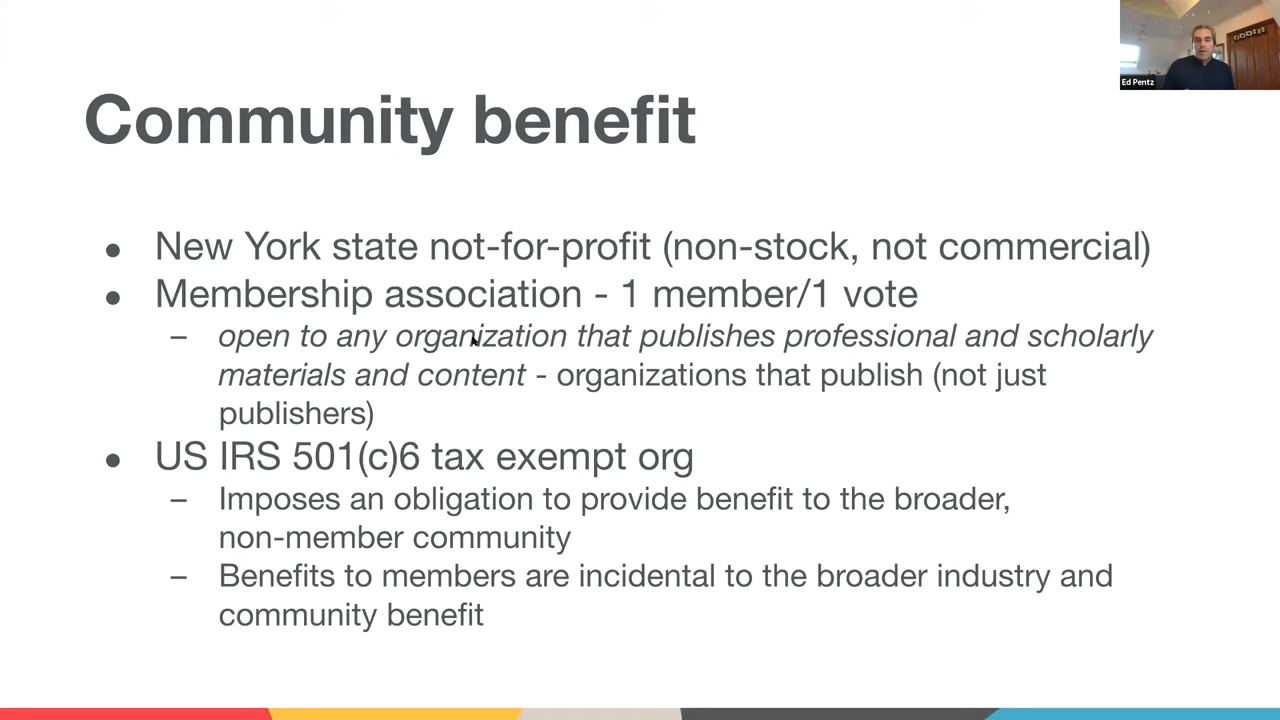 Ed Pentz
Community benefit
● New York state not-for-profit (non-stock, not commercial)
● Membership association - 1 member/1 vote
– open to any organization that publishes professional and scholarly
materials and content - organizations that publish (not just
publishers)
● US IRS 501(c)6 tax exempt org
– Imposes an obligation to provide benefit to the broader,
non-member community
– Benefits to members are incidental to the broader industry and
community benefit